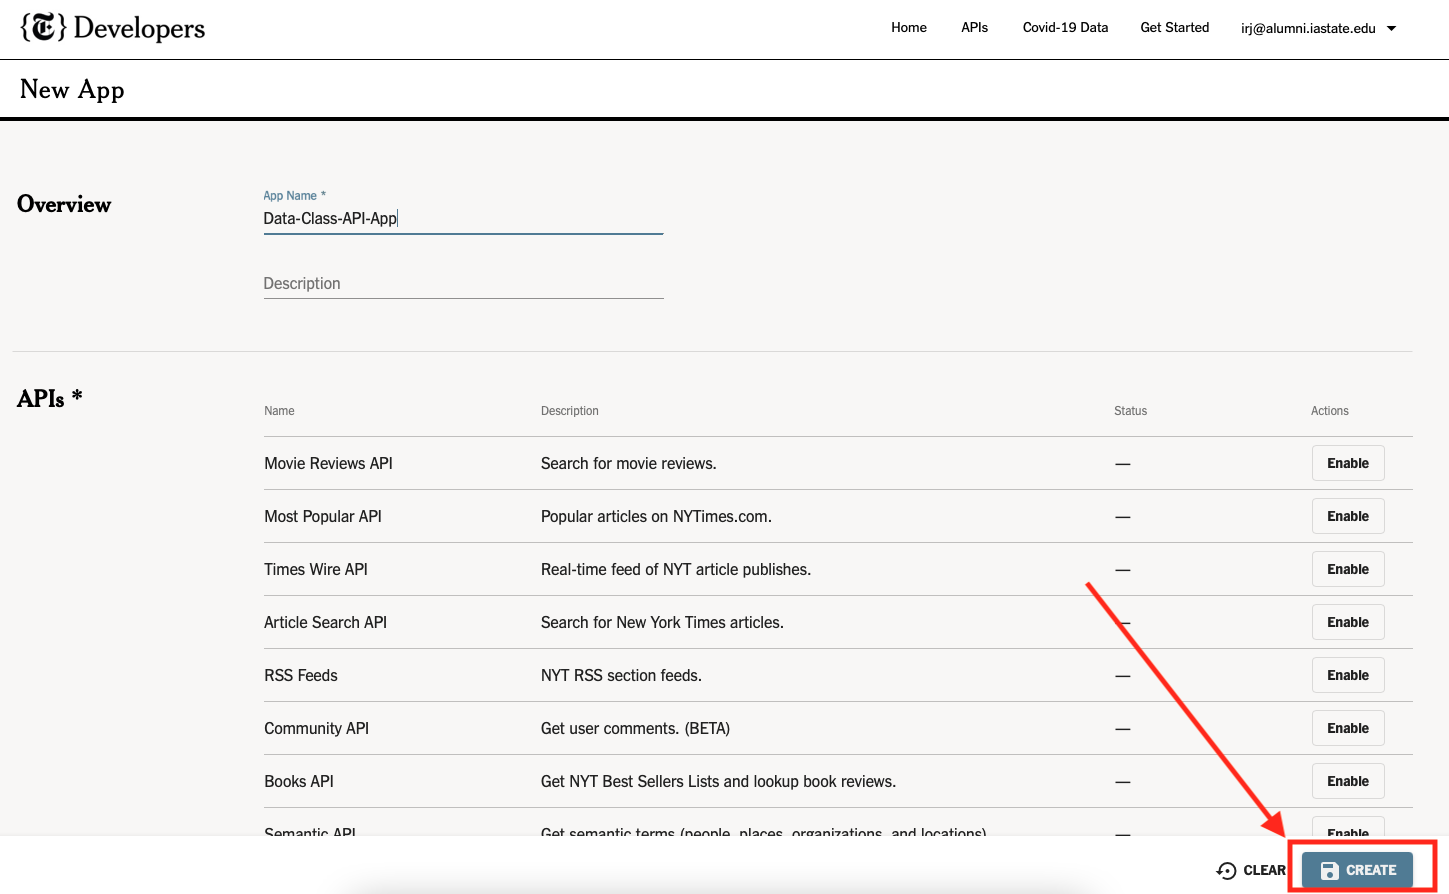 {T} Developers
Home APIs Covid-19 Data Get Started irj@alumni.iastate.edu
New App
Overview
App Name *
Data-Class-API-App
Description
APIs *
Name Description Status Actions
Movie Reviews API Search for movie reviews. — Enable
Most Popular API Popular articles on NYTimes.com. — Enable
Times Wire API Real-time feed of NYT article publishes. — Enable
Article Search API Search for New York Times articles. — Enable
RSS Feeds NYT RSS section feeds. — Enable
Community API Get user comments. (BETA) — Enable
Books API Get NYT Best Sellers Lists and lookup book reviews. — Enable
Semantic API Get semantic terms (people, places, organizations, and locations) — Enable
CLEAR CREATE